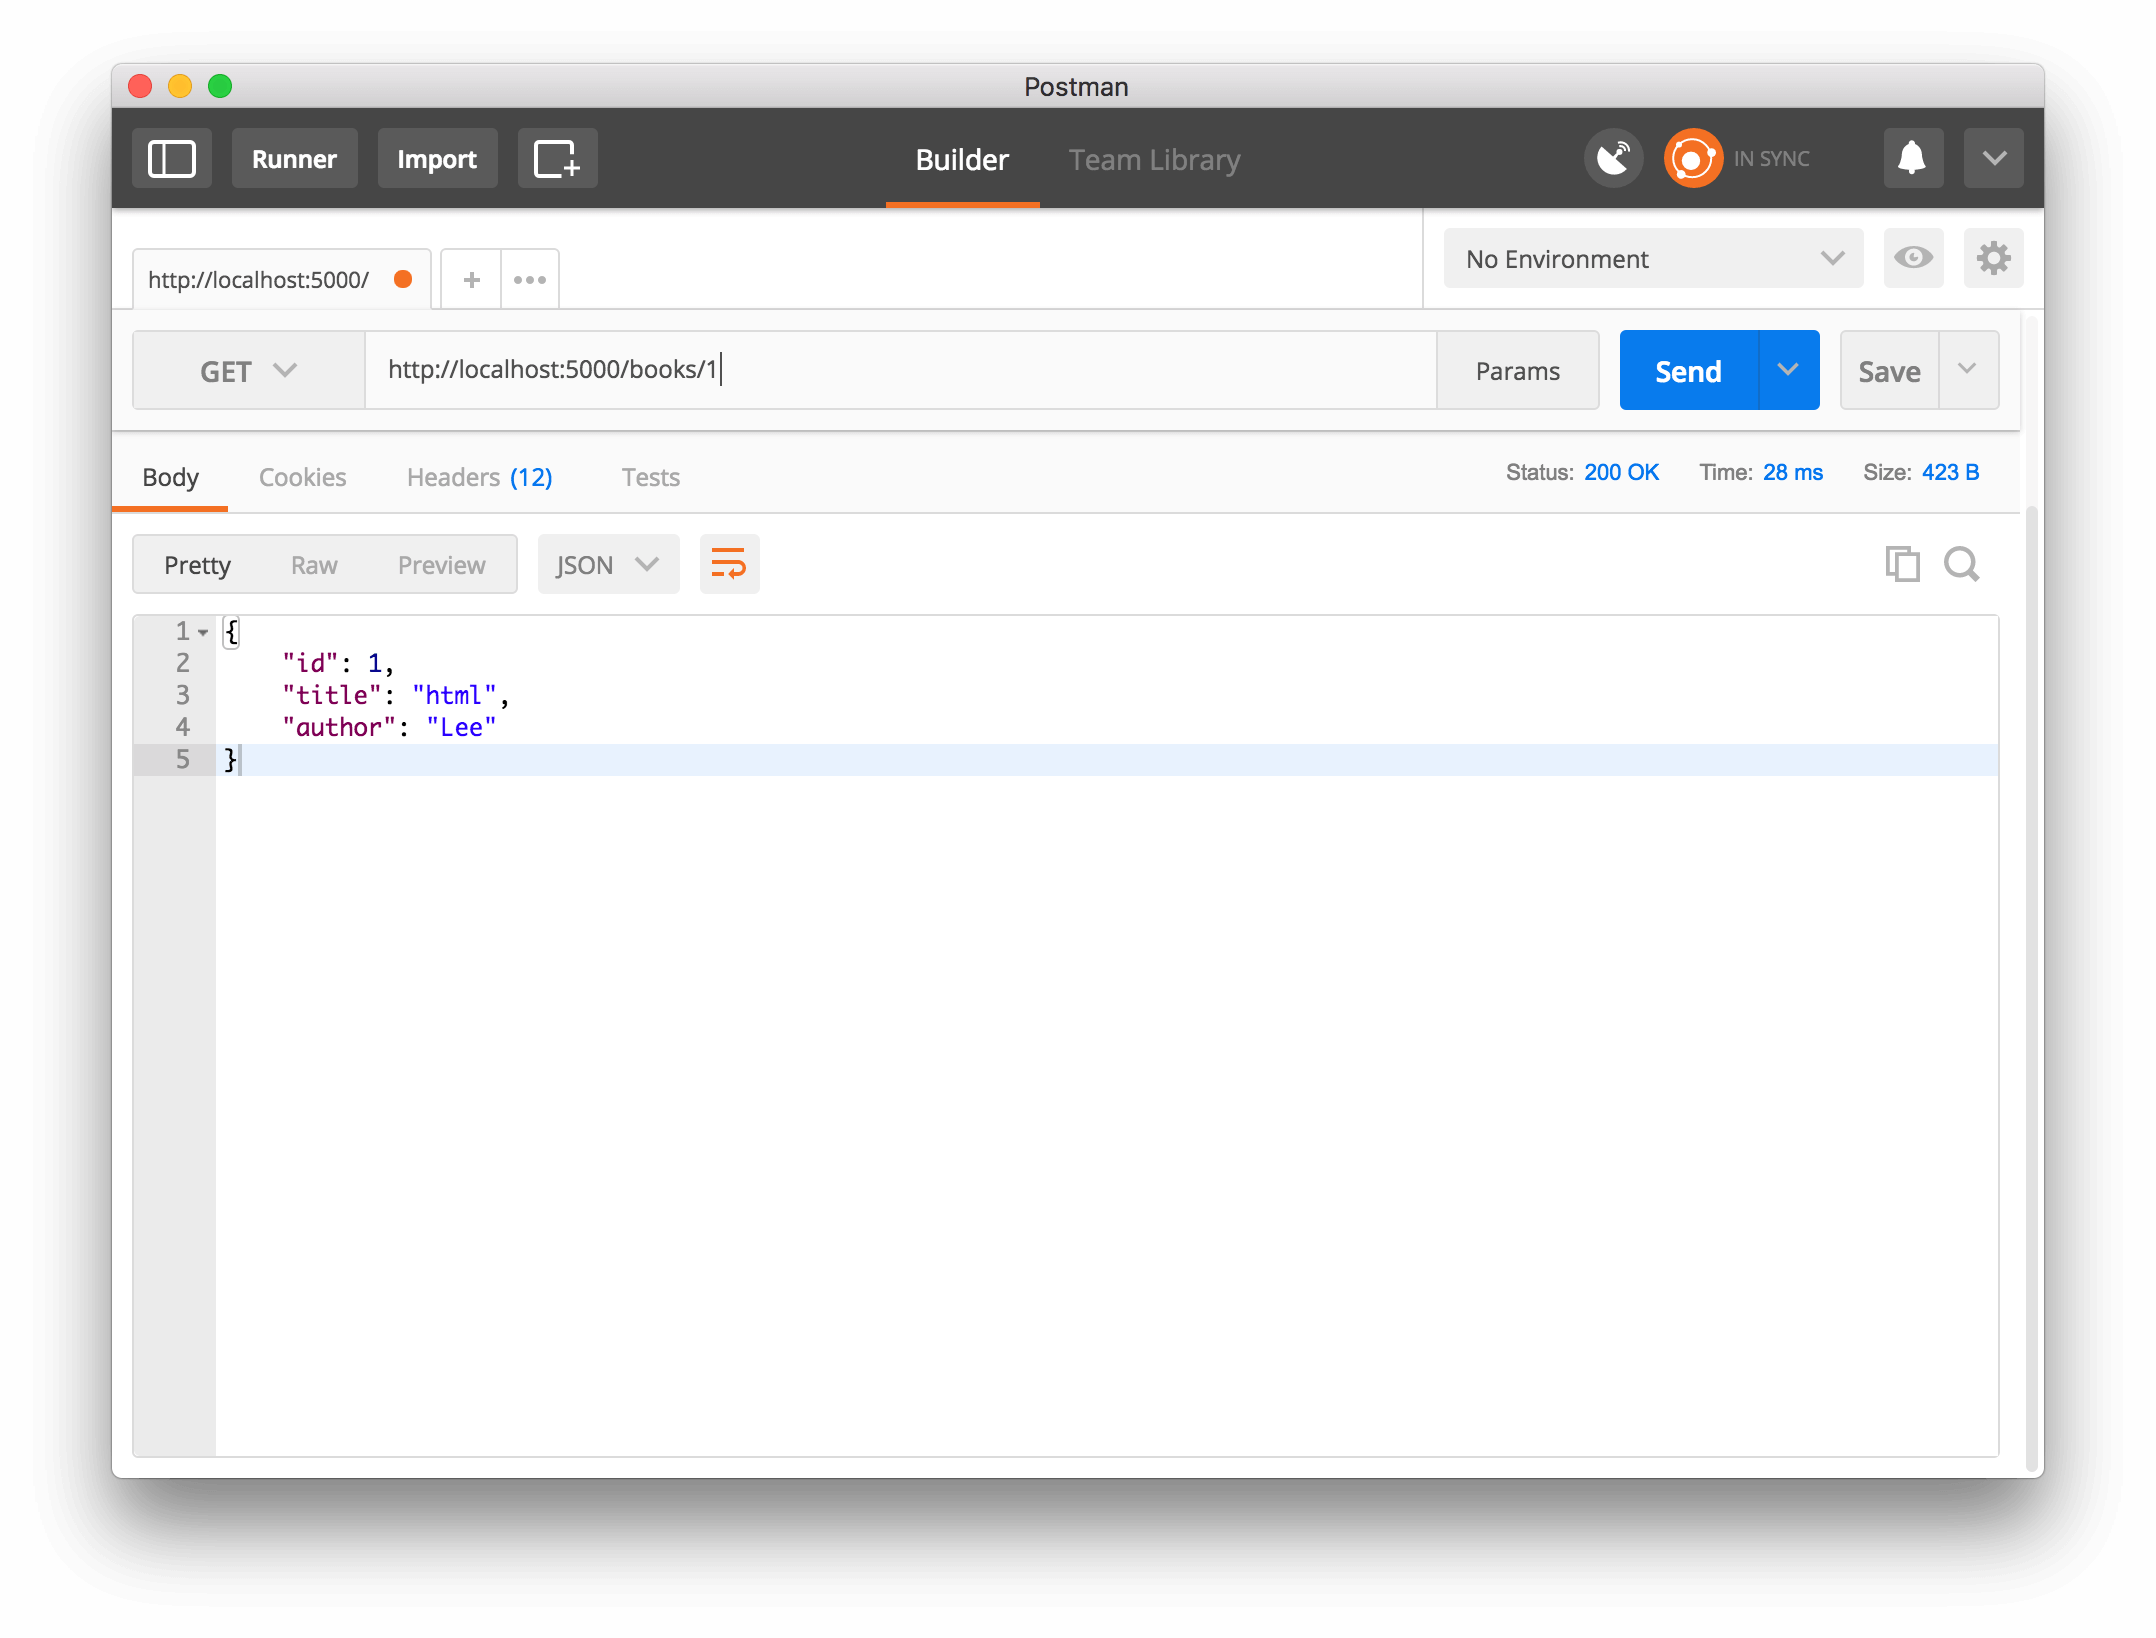 Postman
Runner Import Builder Team Library IN SYNC
http://localhost:5000/ + ••• No Environment
GET http://localhost:5000/books/1 Params Send Save
Body Cookies Headers (12) Tests Status: 200 OK Time: 28 ms Size: 423 B
Pretty Raw Preview JSON
1 {
2 "id": 1,
3 "title": "html",
4 "author": "Lee"
5 }